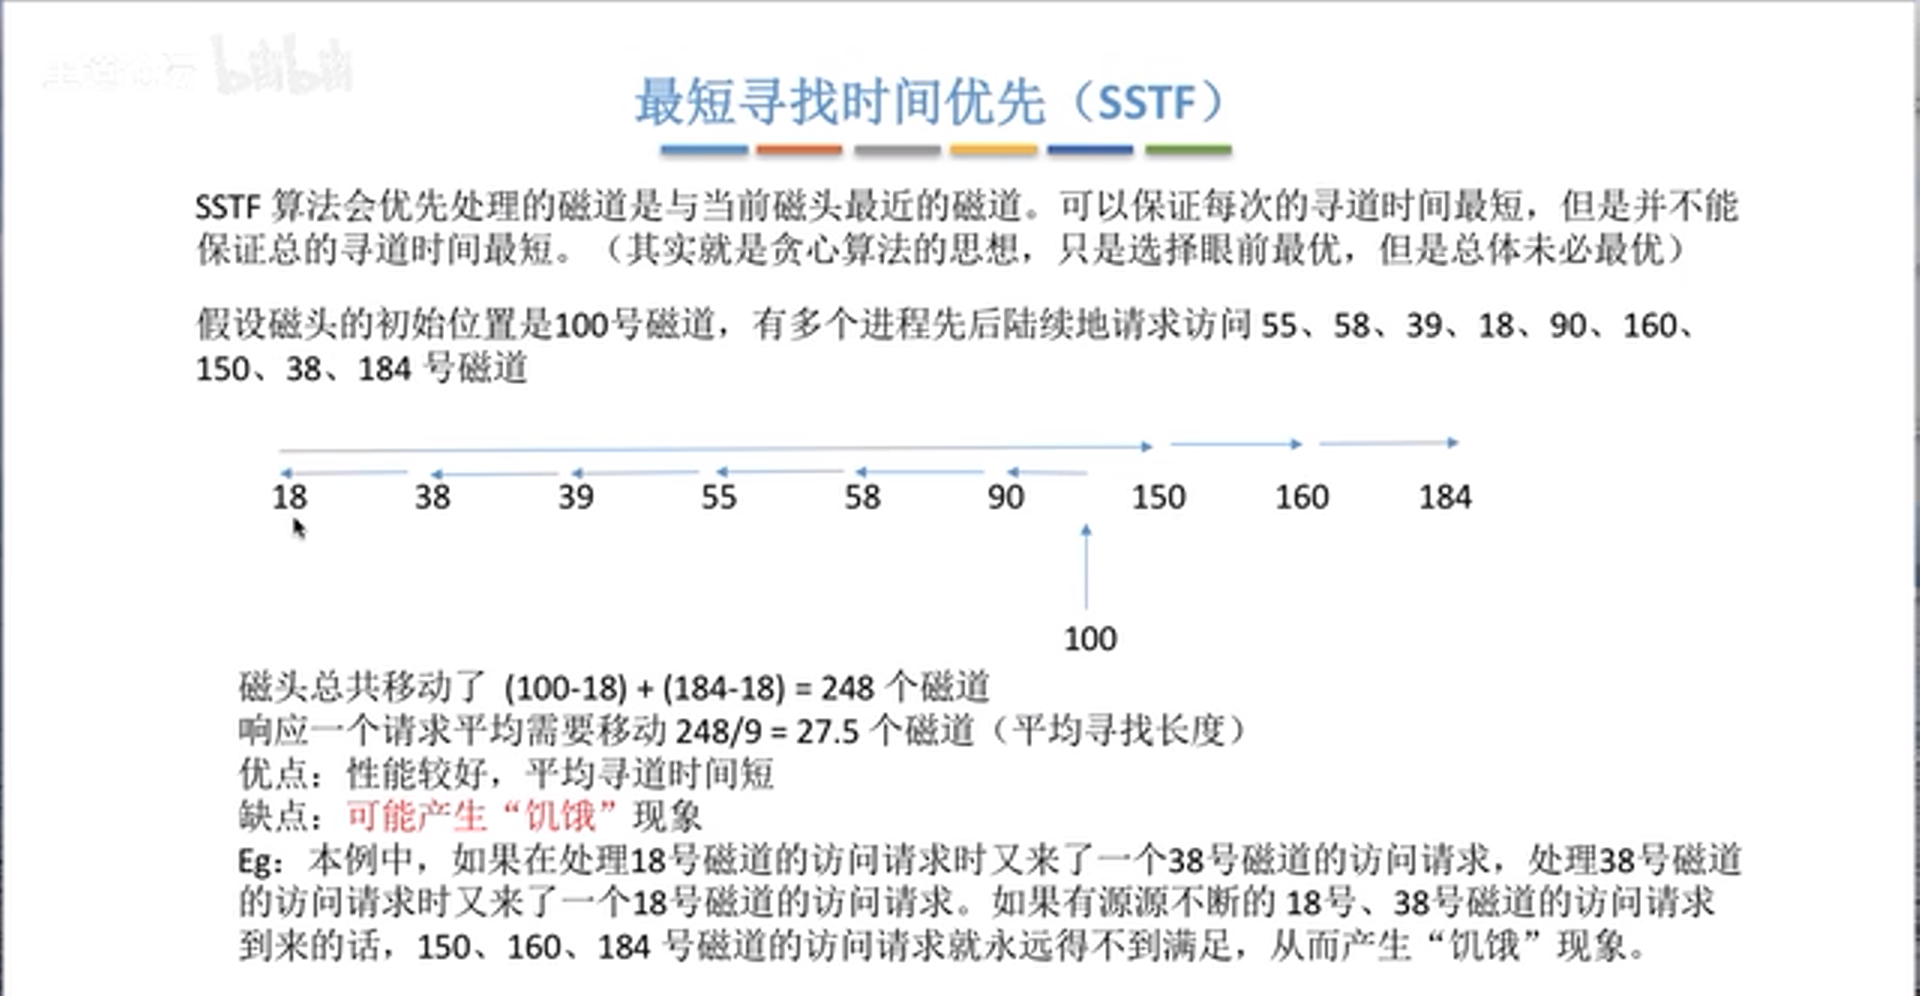 bilibili
最短寻找时间优先（SSTF）
SSTF 算法会优先处理的磁道是与当前磁头最近的磁道。可以保证每次的寻道时间最短，但是并不能
保证总的寻道时间最短。（其实就是贪心算法的思想，只是选择眼前最优，但是总体未必最优）
假设磁头的初始位置是100号磁道，有多个进程先后陆续地请求访问 55、58、39、18、90、160、
150、38、184 号磁道
18 38 39 55 58 90 150 160 184
100
磁头总共移动了 (100-18) + (184-18) = 248 个磁道
响应一个请求平均需要移动 248/9 = 27.5 个磁道（平均寻找长度）
优点：性能较好，平均寻道时间短
缺点：可能产生“饥饿”现象
Eg：本例中，如果在处理18号磁道的访问请求时又来了一个38号磁道的访问请求，处理38号磁道
的访问请求时又来了一个18号磁道的访问请求。如果有源源不断的 18号、38号磁道的访问请求
到来的话，150、160、184 号磁道的访问请求就永远得不到满足，从而产生“饥饿”现象。